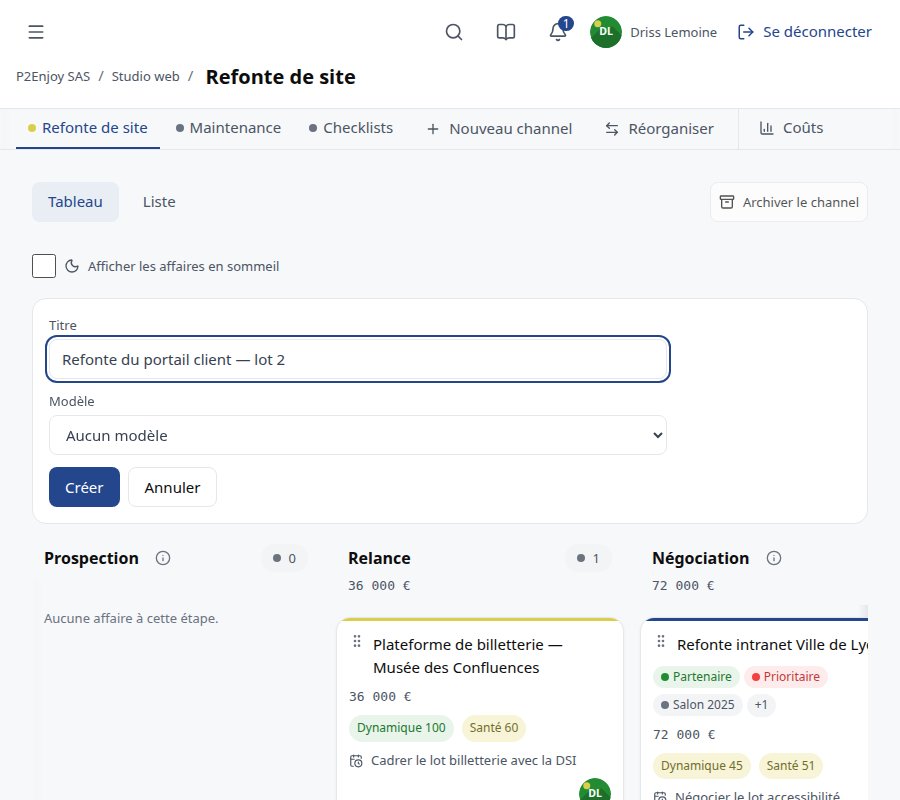 1
DL
Driss Lemoine
Se déconnecter
P2Enjoy SAS / Studio web / Refonte de site
Refonte de site
Maintenance
Checklists
Nouveau channel
Réorganiser
Coûts
Tableau
Liste
Archiver le channel
Afficher les affaires en sommeil
Titre
Refonte du portail client — lot 2
Modèle
Aucun modèle
Créer
Annuler
Prospection
0
Aucune affaire à cette étape.
Relance
1
36 000 €
Plateforme de billetterie —
Musée des Confluences
36 000 €
Dynamique 100
Santé 60
Cadrer le lot billetterie avec la DSI
DL
Négociation
72 000 €
Refonte intranet Ville de Ly
Partenaire
Prioritaire
Salon 2025
+1
72 000 €
Dynamique 45
Santé 51
Négocier le lot accessibilité